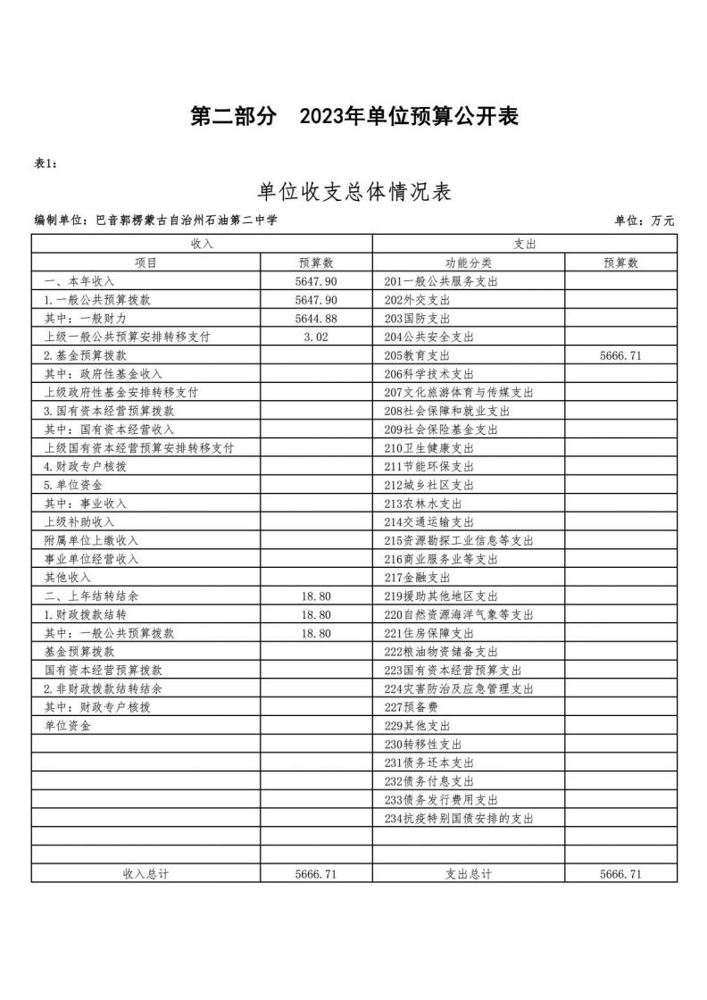 第二部分 2023年单位预算公开表
表1：
单位收支总体情况表
编制单位：巴音郭楞蒙古自治州石油第二中学 单位：万元
收入 支出
项目 预算数 功能分类 预算数
一、本年收入 5647.90 201一般公共服务支出
1.一般公共预算拨款 5647.90 202外交支出
其中：一般财力 5644.88 203国防支出
上级一般公共预算安排转移支付 3.02 204公共安全支出
2.基金预算拨款 205教育支出 5666.71
其中：政府性基金收入 206科学技术支出
上级政府性基金安排转移支付 207文化旅游体育与传媒支出
3.国有资本经营预算拨款 208社会保障和就业支出
其中：国有资本经营收入 209社会保险基金支出
上级国有资本经营预算安排转移支付 210卫生健康支出
4.财政专户核拨 211节能环保支出
5.单位资金 212城乡社区支出
其中：事业收入 213农林水支出
上级补助收入 214交通运输支出
附属单位上缴收入 215资源勘探工业信息等支出
事业单位经营收入 216商业服务业等支出
其他收入 217金融支出
二、上年结转结余 18.80 219援助其他地区支出
1.财政拨款结转 18.80 220自然资源海洋气象等支出
其中：一般公共预算拨款 18.80 221住房保障支出
基金预算拨款 222粮油物资储备支出
国有资本经营预算拨款 223国有资本经营预算支出
2.非财政拨款结转结余 224灾害防治及应急管理支出
其中：财政专户核拨 227预备费
单位资金 229其他支出
230转移性支出
231债务还本支出
232债务付息支出
233债务发行费用支出
234抗疫特别国债安排的支出
收入总计 5666.71 支出总计 5666.71